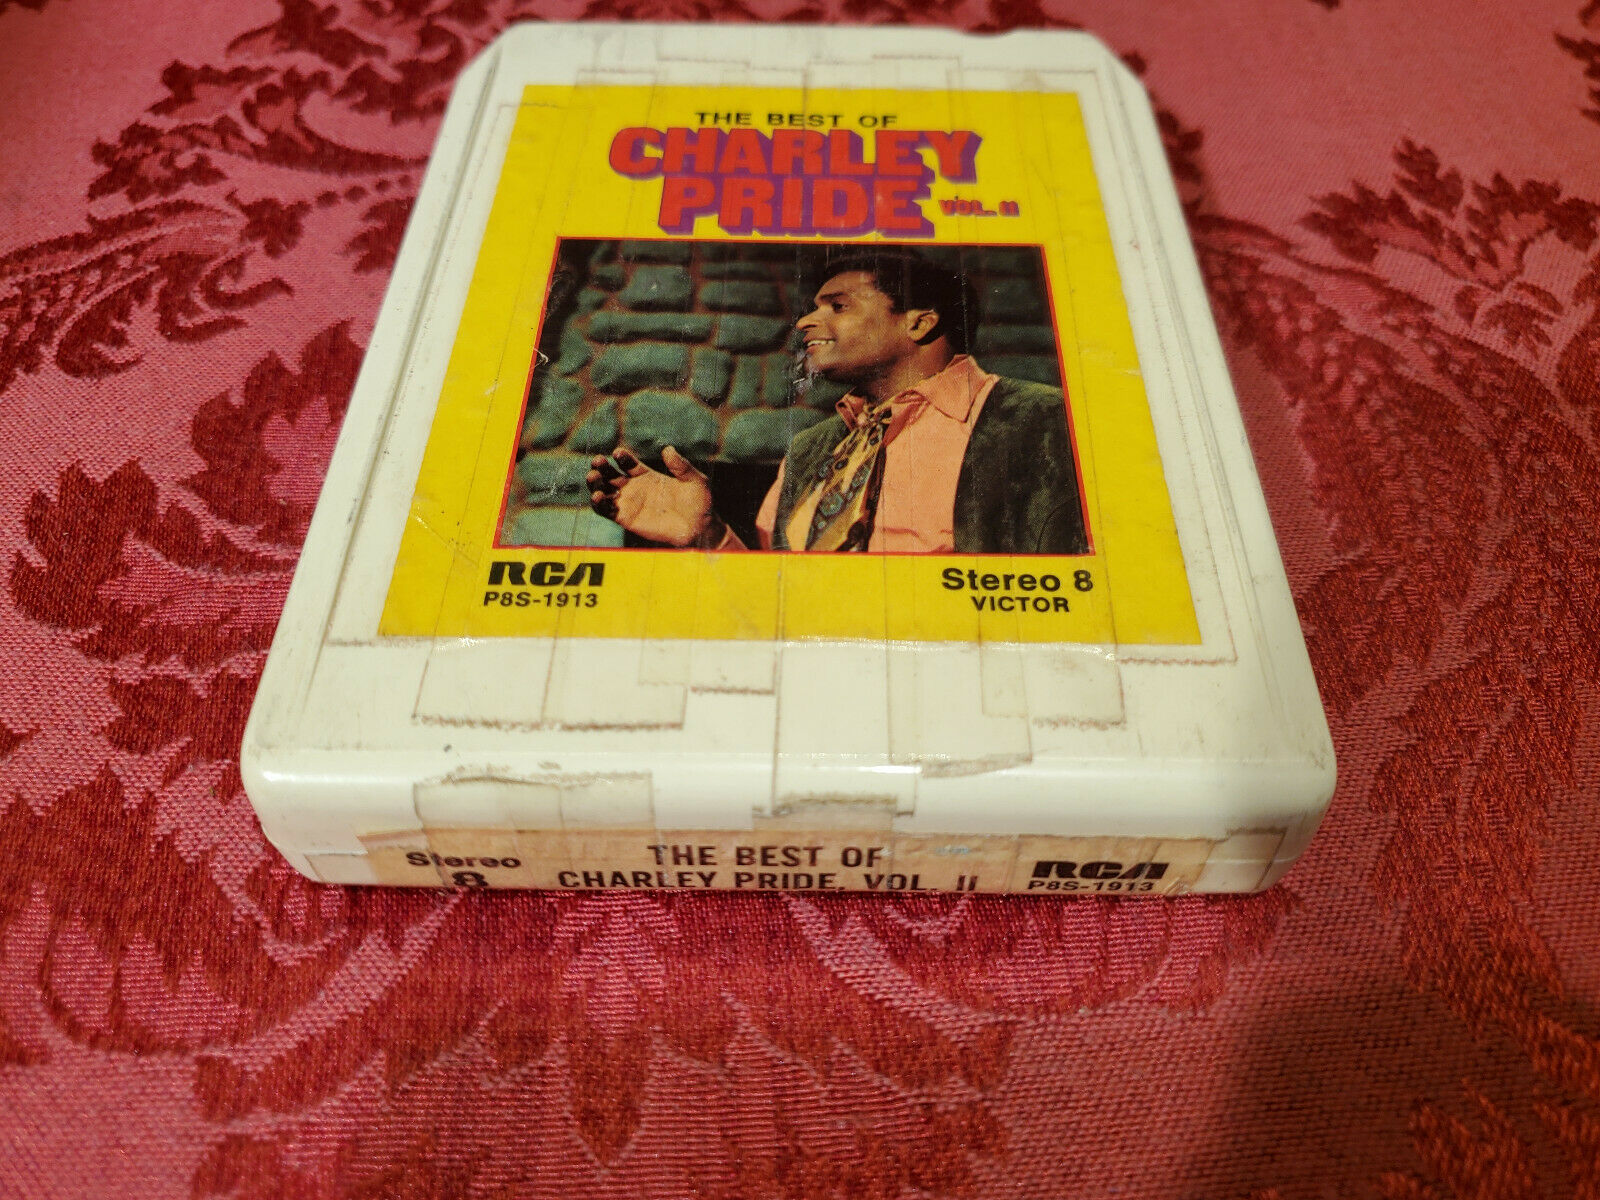 THE BEST OF
CHARLEY
PRIDE VOL. II
RCA
P8S-1913
Stereo 8
VICTOR
Stereo
8
THE BEST OF
CHARLEY PRIDE, VOL. II
RCA
P8S-1913